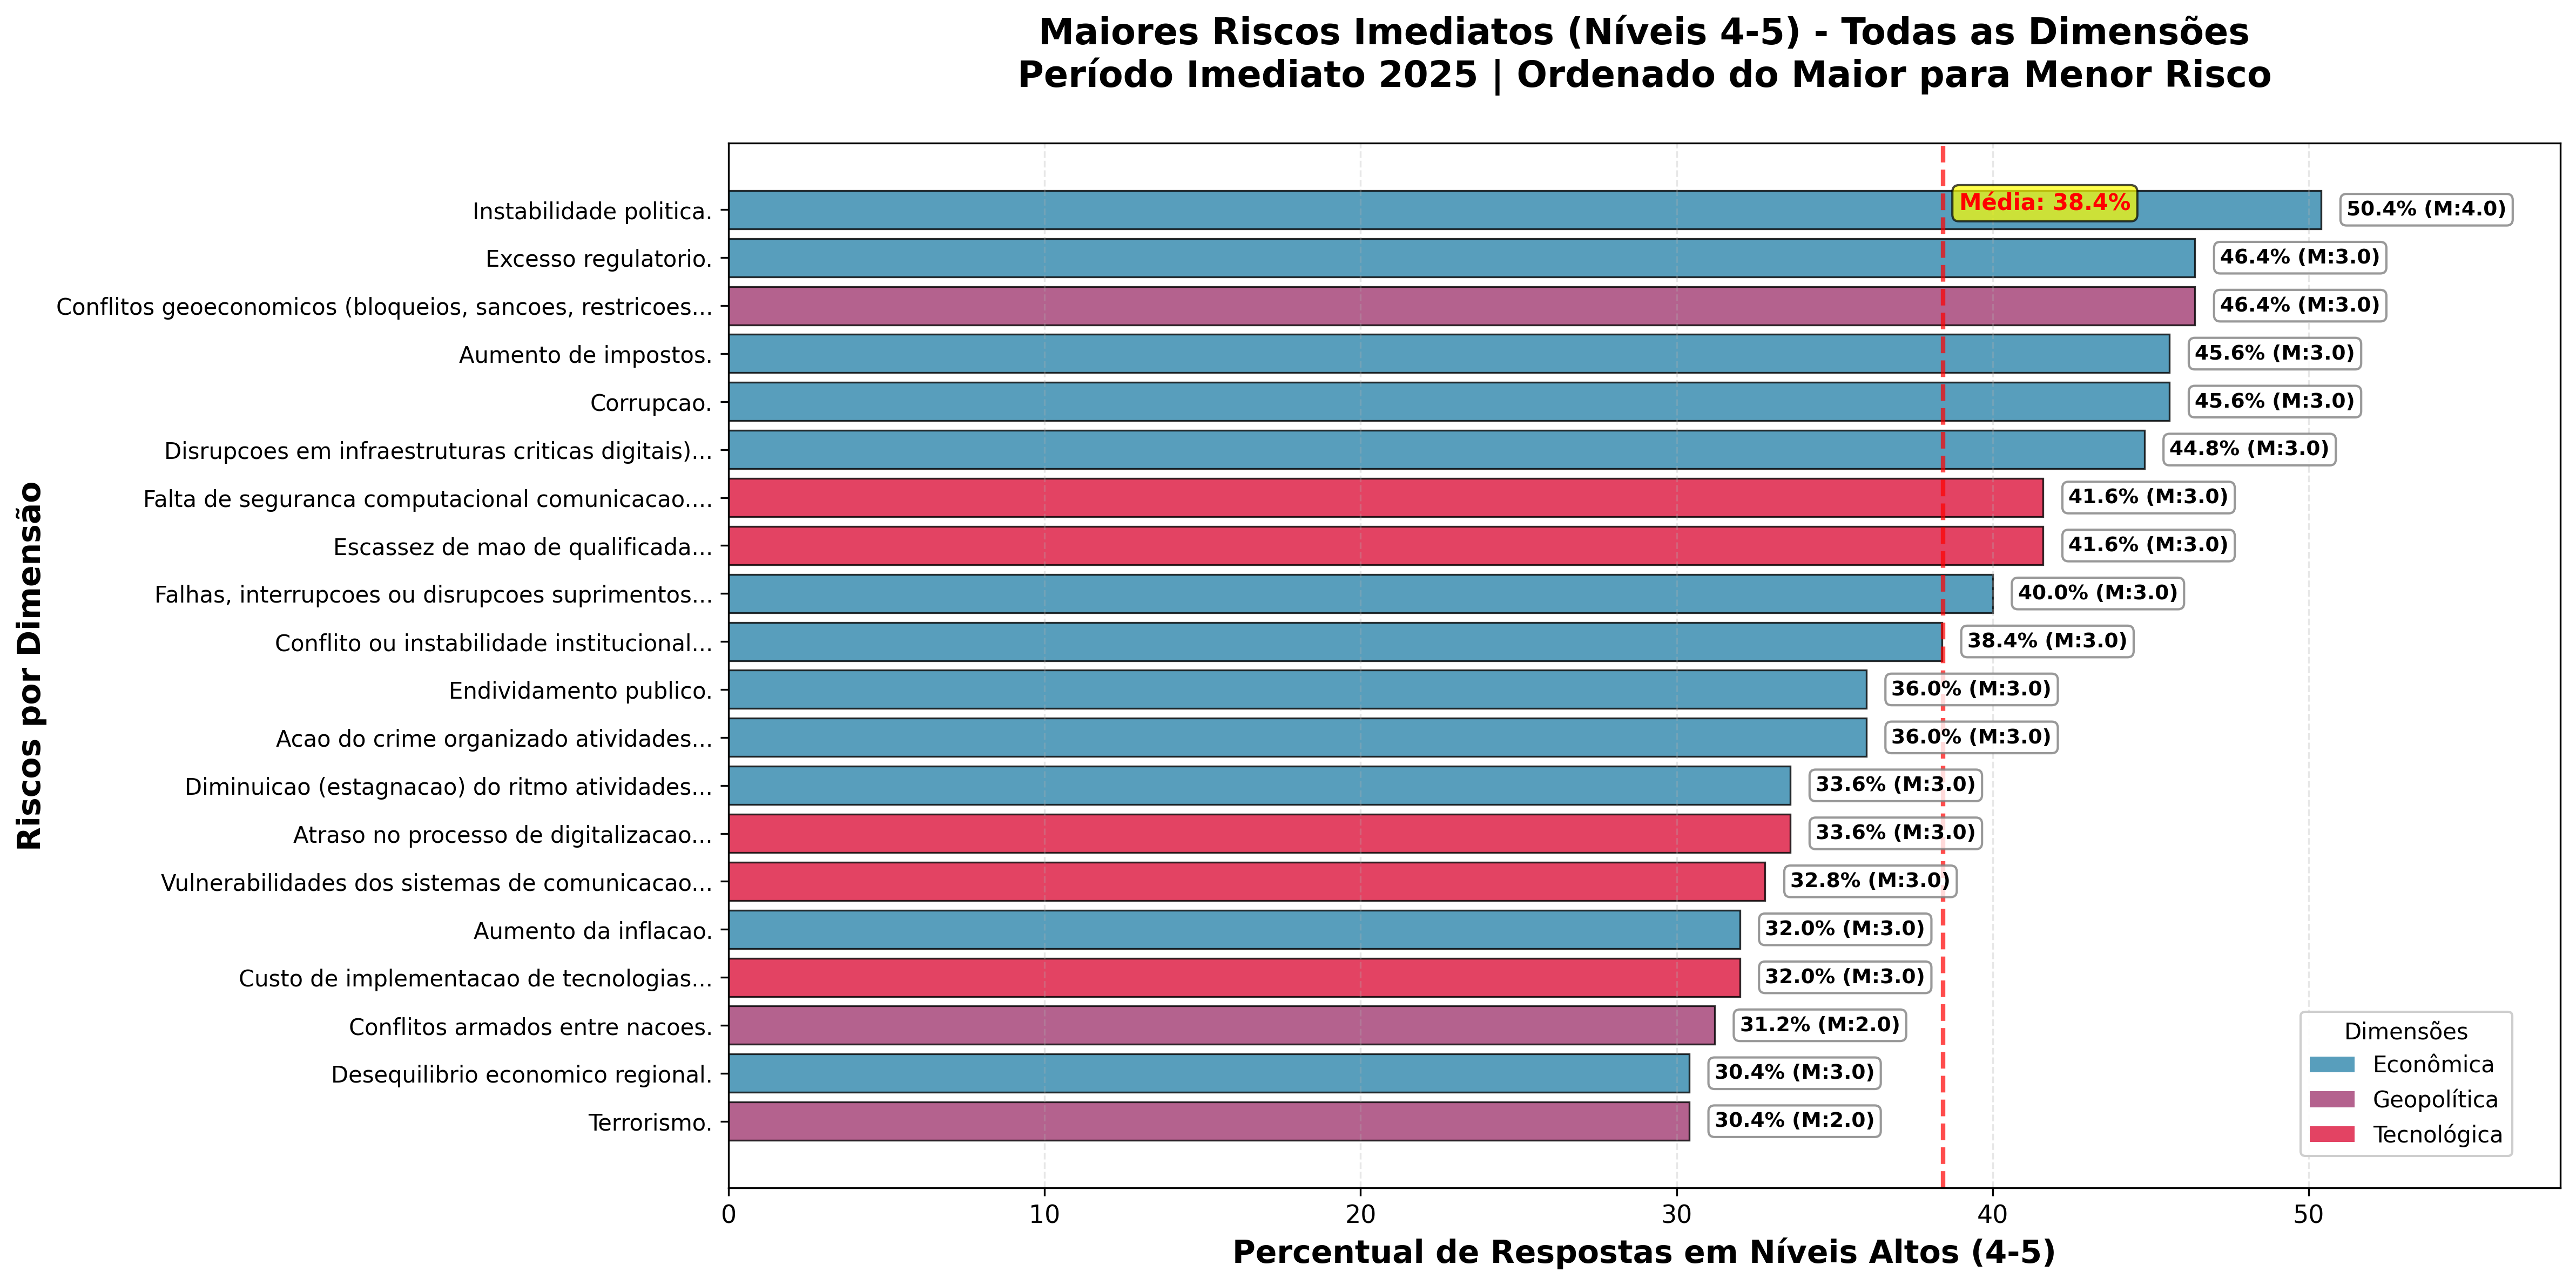 Maiores Riscos Imediatos (Níveis 4-5) - Todas as Dimensões
Período Imediato 2025 | Ordenado do Maior para Menor Risco
Riscos por Dimensão
Média: 38.4%
Instabilidade politica. 50.4% (M:4.0)
Excesso regulatorio. 46.4% (M:3.0)
Conflitos geoeconomicos (bloqueios, sancoes, restricoes... 46.4% (M:3.0)
Aumento de impostos. 45.6% (M:3.0)
Corrupcao. 45.6% (M:3.0)
Disrupcoes em infraestruturas criticas digitais)... 44.8% (M:3.0)
Falta de seguranca computacional comunicacao.... 41.6% (M:3.0)
Escassez de mao de qualificada... 41.6% (M:3.0)
Falhas, interrupcoes ou disrupcoes suprimentos... 40.0% (M:3.0)
Conflito ou instabilidade institucional... 38.4% (M:3.0)
Endividamento publico. 36.0% (M:3.0)
Acao do crime organizado atividades... 36.0% (M:3.0)
Diminuicao (estagnacao) do ritmo atividades... 33.6% (M:3.0)
Atraso no processo de digitalizacao... 33.6% (M:3.0)
Vulnerabilidades dos sistemas de comunicacao... 32.8% (M:3.0)
Aumento da inflacao. 32.0% (M:3.0)
Custo de implementacao de tecnologias... 32.0% (M:3.0)
Conflitos armados entre nacoes. 31.2% (M:2.0)
Desequilibrio economico regional. 30.4% (M:3.0)
Terrorismo. 30.4% (M:2.0)
Dimensões
Econômica
Geopolítica
Tecnológica
0 10 20 30 40 50
Percentual de Respostas em Níveis Altos (4-5)